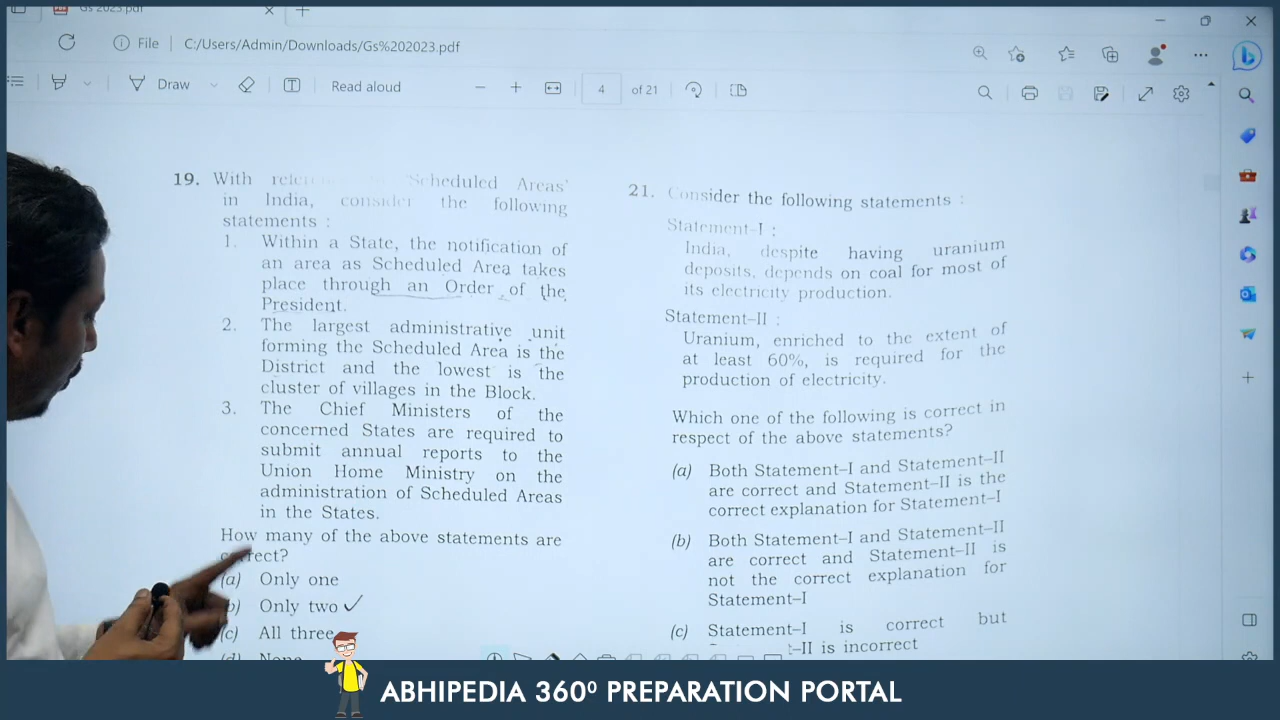 Gs 2023.pdf
File
C:/Users/Admin/Downloads/Gs%202023.pdf
Draw
Read aloud
4
of 21
19. With
Scheduled Areas'
in India, consider the following
statements :
1. Within a State, the notification of
an area as Scheduled Area takes
place through an Order of the
President.
2. The largest administrative unit
forming the Scheduled Area is the
District and the lowest is the
cluster of villages in the Block.
3. The Chief Ministers of the
concerned States are required to
submit annual reports to the
Union Home Ministry on the
administration of Scheduled Areas
in the States.
How many of the above statements are
correct?
(a) Only one
(b) Only two ✓
(c) All three
(d) None
21. Consider the following statements :
Statement–I :
India, despite having uranium
deposits, depends on coal for most of
its electricity production.
Statement–II :
Uranium, enriched to the extent of
at least 60%, is required for the
production of electricity.
Which one of the following is correct in
respect of the above statements?
(a) Both Statement–I and Statement–II
are correct and Statement–II is the
correct explanation for Statement–I
(b) Both Statement–I and Statement–II
are correct and Statement–II is
not the correct explanation for
Statement–I
(c) Statement–I is correct but
–II is incorrect
ABHIPEDIA 360⁰ PREPARATION PORTAL